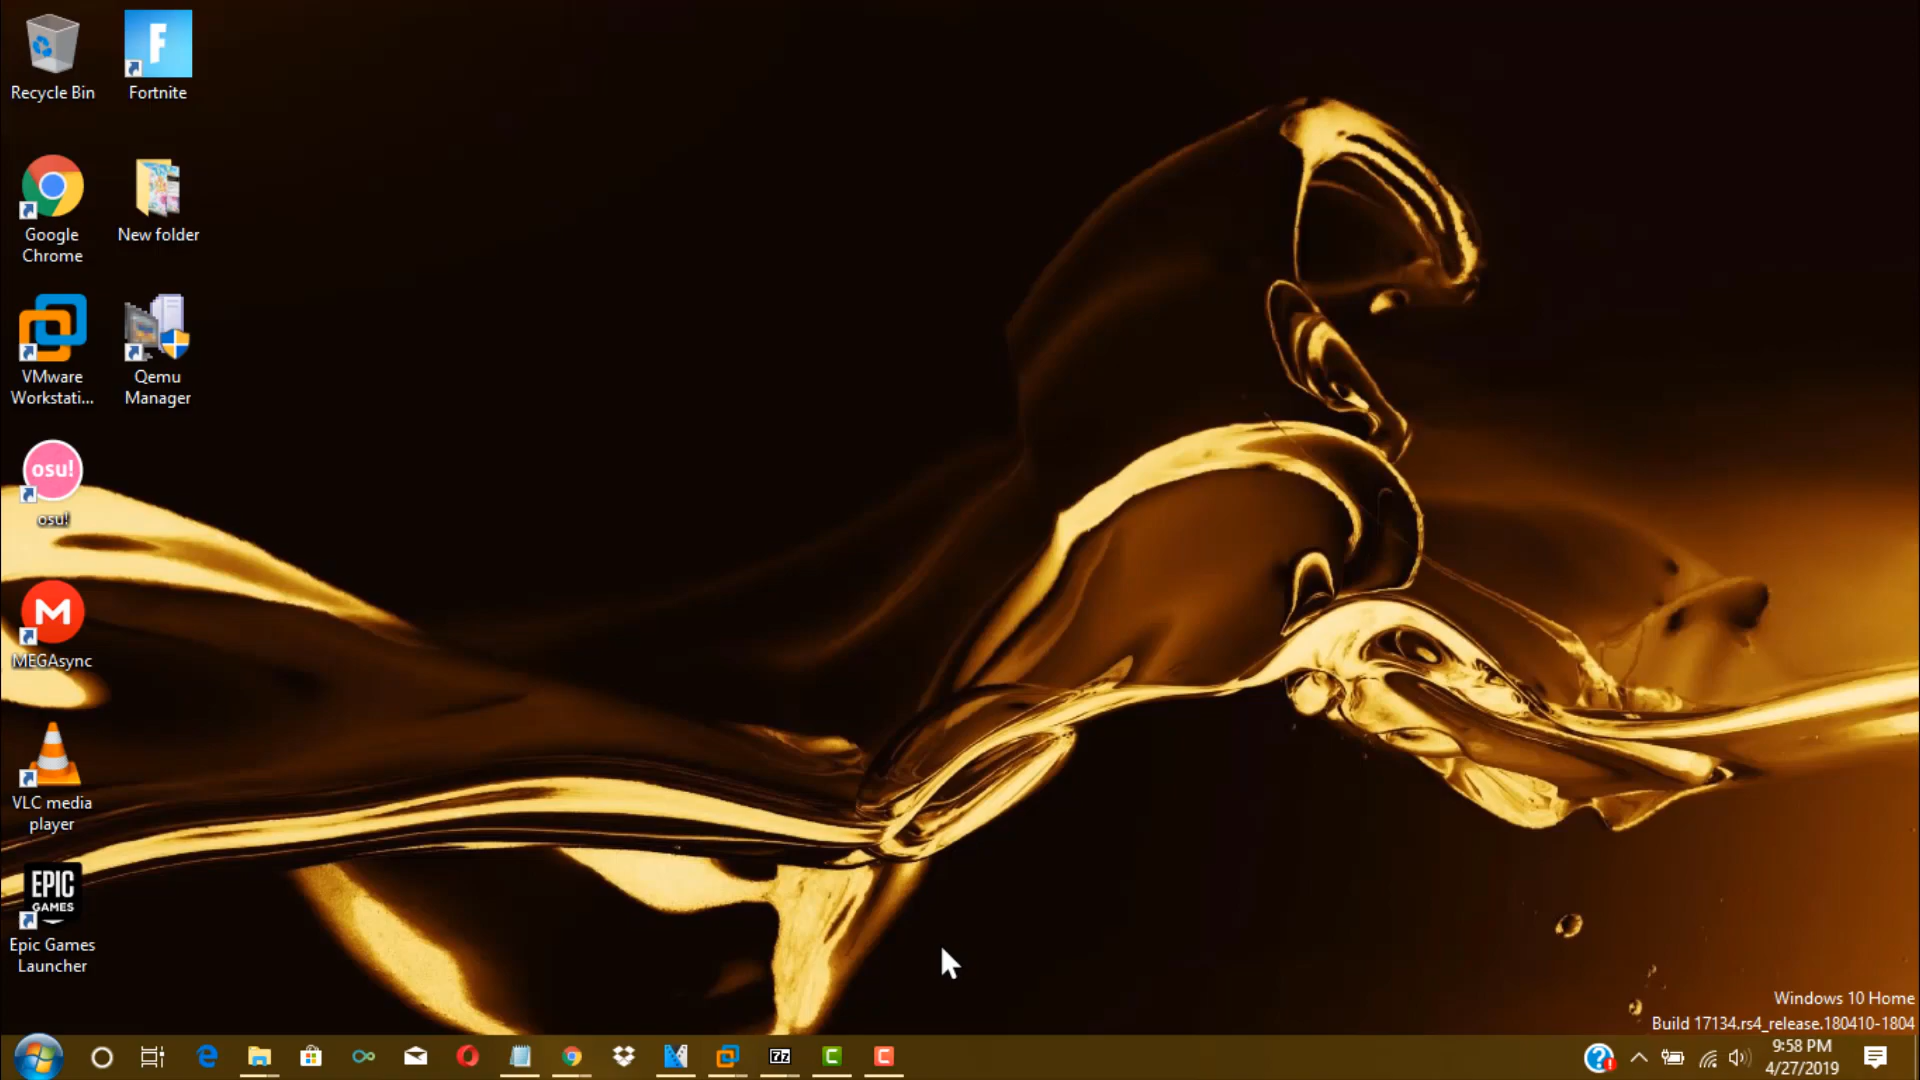 Recycle Bin
F
Fortnite
Google
Chrome
New folder
VMware
Workstati...
Qemu
Manager
osu!
osu!
M
MEGAsync
VLC media
player
EPIC
GAMES
Epic Games
Launcher
Windows 10 Home
Build 17134.rs4_release.180410-1804
7z
C
C
?
9:58 PM
4/27/2019